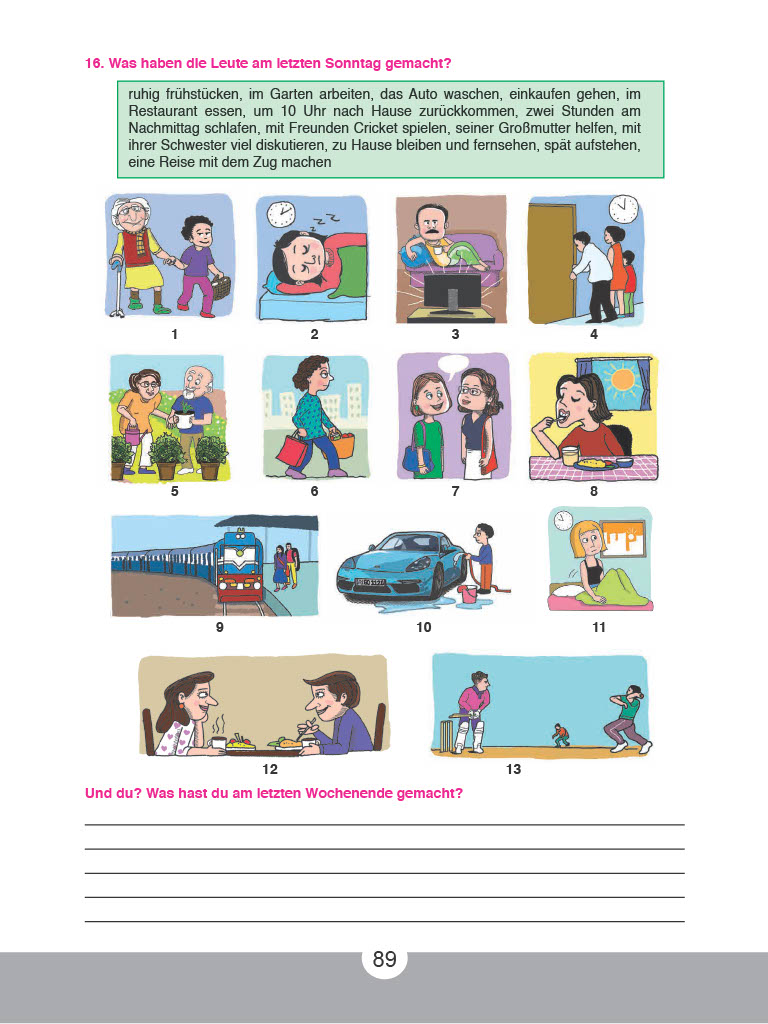 16. Was haben die Leute am letzten Sonntag gemacht?
ruhig frühstücken, im Garten arbeiten, das Auto waschen, einkaufen gehen, im
Restaurant essen, um 10 Uhr nach Hause zurückkommen, zwei Stunden am
Nachmittag schlafen, mit Freunden Cricket spielen, seiner Großmutter helfen, mit
ihrer Schwester viel diskutieren, zu Hause bleiben und fernsehen, spät aufstehen,
eine Reise mit dem Zug machen
z z z
1 2 3 4
5 6 7 8
9 10 11
12 13
Und du? Was hast du am letzten Wochenende gemacht?
89